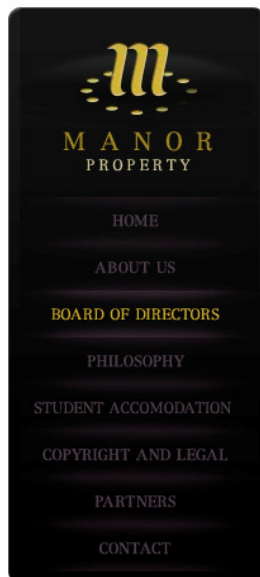 m
MANOR
PROPERTY
HOME
ABOUT US
BOARD OF DIRECTORS
PHILOSOPHY
STUDENT ACCOMODATION
COPYRIGHT AND LEGAL
PARTNERS
CONTACT